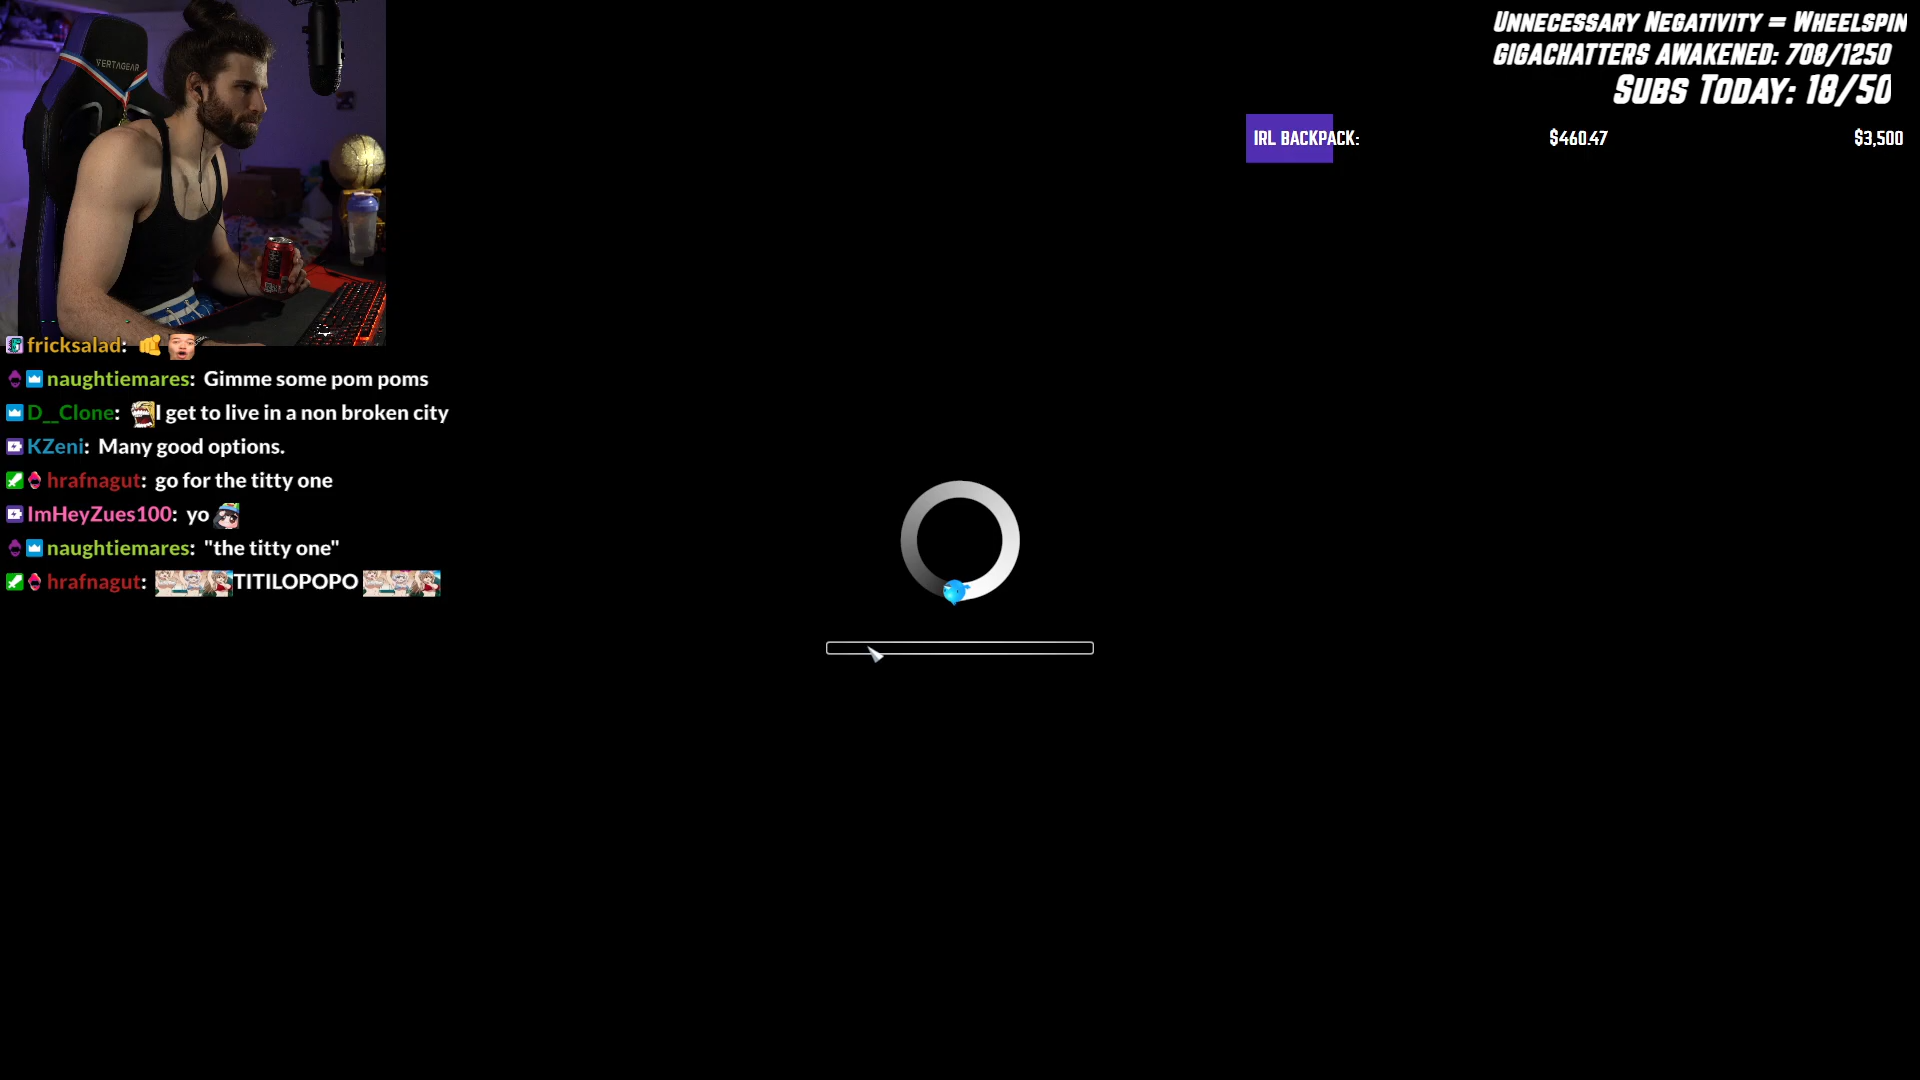 UNNECESSARY NEGATIVITY = WHEELSPIN
GIGACHATTERS AWAKENED: 708/1250
SUBS TODAY: 18/50
IRL BACKPACK: $460.47 $3,500
VERTAGEAR
fricksalad:
naughtiemares: Gimme some pom poms
D__Clone: I get to live in a non broken city
KZeni: Many good options.
hrafnagut: go for the titty one
ImHeyZues100: yo
naughtiemares: "the titty one"
hrafnagut: TITILOPOPO